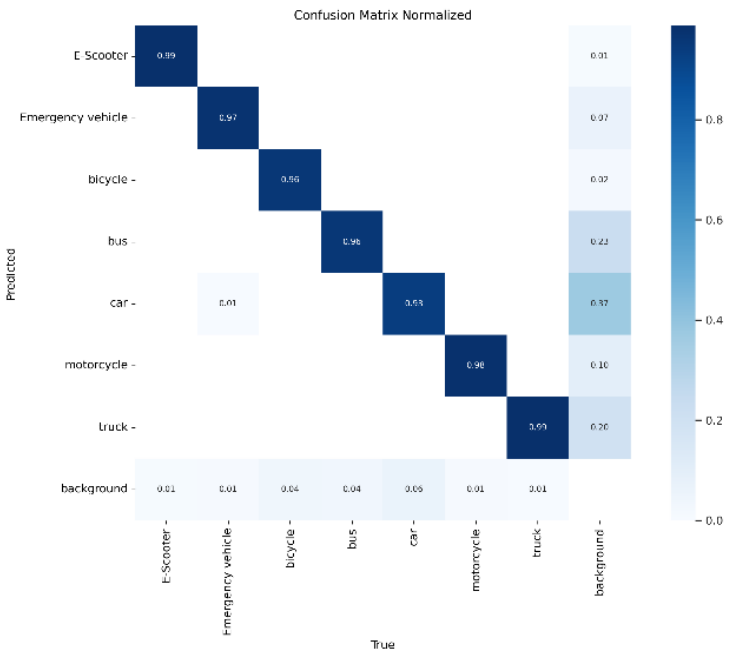 Confusion Matrix Normalized
E-Scooter
0.99
0.01
Emergency vehicle
0.97
0.07
bicycle
0.96
0.02
bus
0.96
0.23
car
0.01
0.93
0.37
motorcycle
0.98
0.10
truck
0.99
0.20
background
0.01
0.01
0.04
0.04
0.06
0.01
0.01
Predicted
E-Scooter
Emergency vehicle
bicycle
bus
car
motorcycle
truck
background
True
0.8
0.6
0.4
0.2
0.0